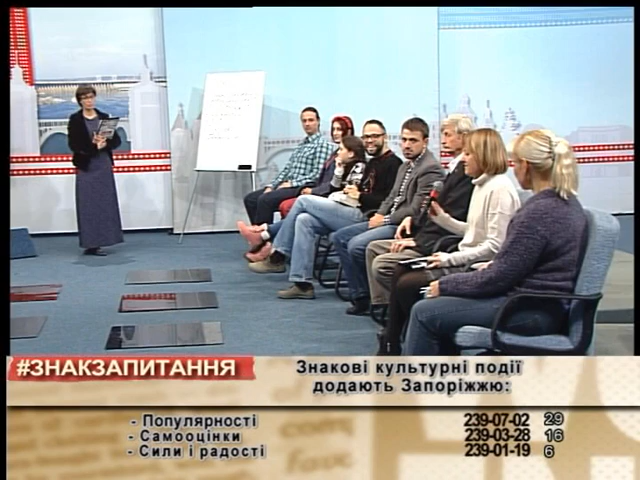 #ЗНАКЗАПИТАННЯ
Знакові культурні події
додають Запоріжжю:
- Популярності 239-07-02 29
- Самооцінки 239-03-28 16
- Сили і радості 239-01-19 6